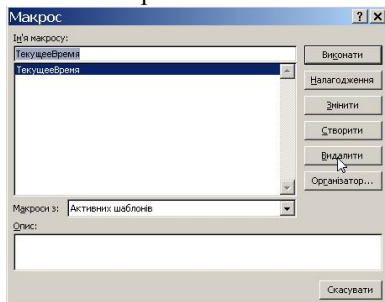 Макрос
Ім'я макросу:
ТекущееВремя
ТекущееВремя
Виконати
Налагодження
Змінити
Створити
Видалити
Організатор...
Макроси з: Активних шаблонів
Опис:
Скасувати